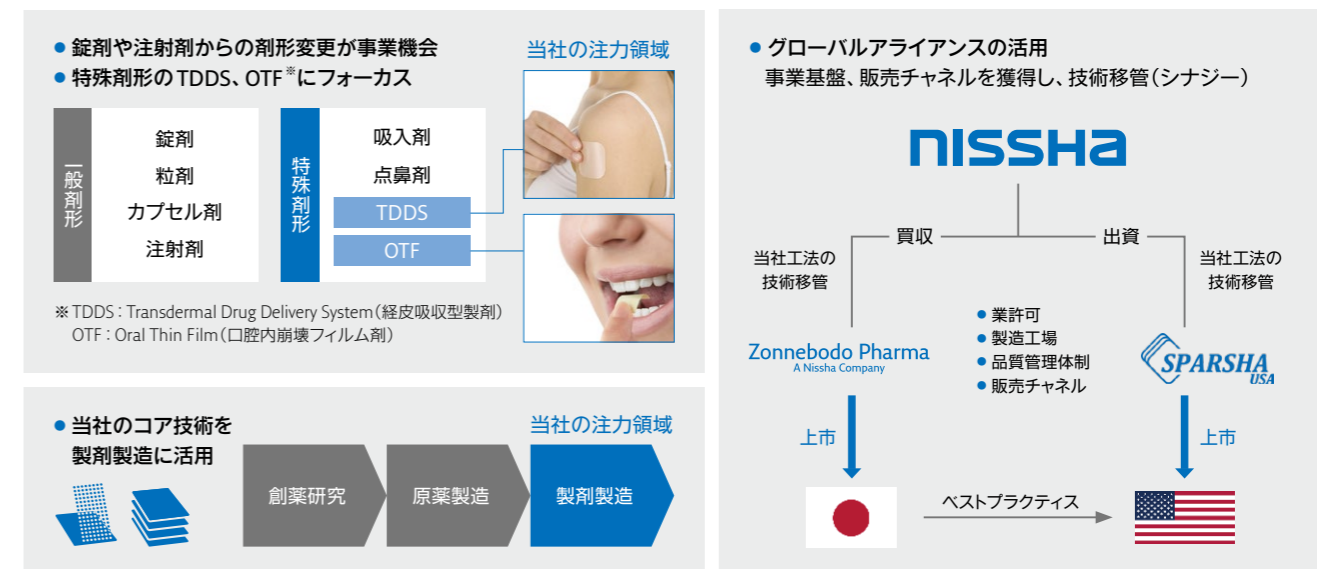 ● 錠剤や注射剤からの剤形変更が事業機会
● 特殊剤形のTDDS、OTF※にフォーカス
当社の注力領域
一般剤形
錠剤
粒剤
カプセル剤
注射剤
特殊剤形
吸入剤
点鼻剤
TDDS
OTF
※ TDDS：Transdermal Drug Delivery System（経皮吸収型製剤）
OTF：Oral Thin Film（口腔内崩壊フィルム剤）
● 当社のコア技術を
製剤製造に活用
当社の注力領域
創薬研究
原薬製造
製剤製造
● グローバルアライアンスの活用
事業基盤、販売チャネルを獲得し、技術移管（シナジー）
nissha
買収
出資
当社工法の
技術移管
当社工法の
技術移管
● 業許可
● 製造工場
● 品質管理体制
● 販売チャネル
Zonnebodo Pharma
A Nissha Company
SPARSHA
USA
上市
上市
ベストプラクティス